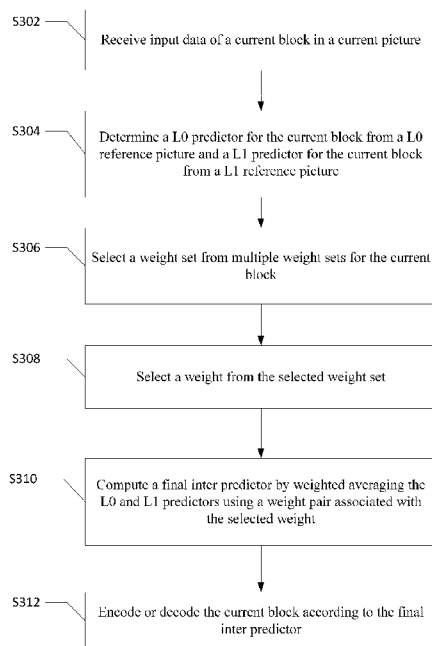 S302
Receive input data of a current block in a current picture
S304
Determine a L0 predictor for the current block from a L0
reference picture and a L1 predictor for the current block
from a L1 reference picture
S306
Select a weight set from multiple weight sets for the current
block
S308
Select a weight from the selected weight set
S310
Compute a final inter predictor by weighted averaging the
L0 and L1 predictors using a weight pair associated with
the selected weight
S312
Encode or decode the current block according to the final
inter predictor